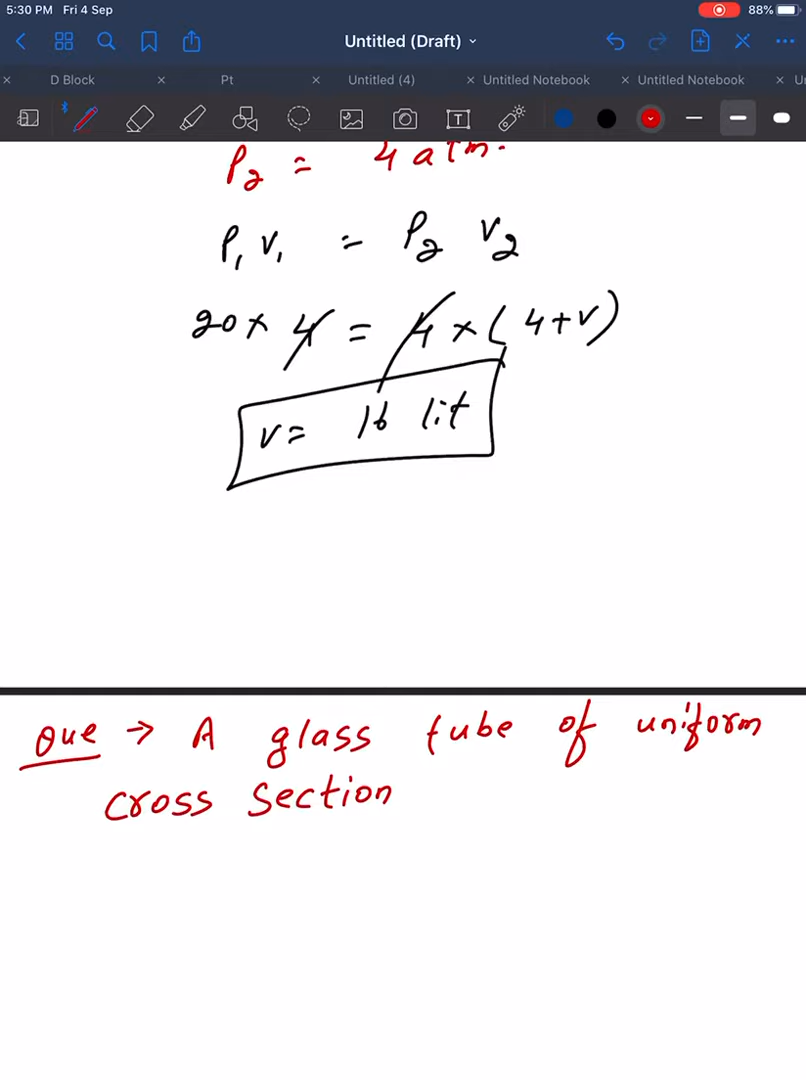 5:30 PM Fri 4 Sep 88%
Untitled (Draft)
D Block Pt Untitled (4) Untitled Notebook Untitled Notebook Un
P2 = 4 atm.
P1 V1 = P2 V2
20 × 4 = 4 × (4+V)
V = 16 lit
Que → A glass tube of uniform
cross section